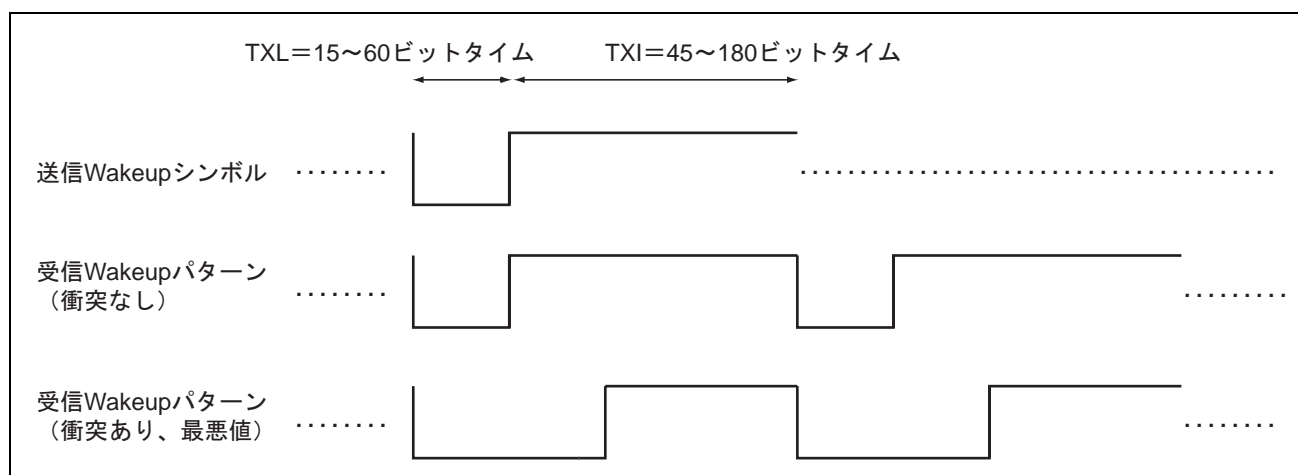 TXL=15～60ビットタイム
TXI=45～180ビットタイム
送信Wakeupシンボル
受信Wakeupパターン
（衝突なし）
受信Wakeupパターン
（衝突あり、最悪値）